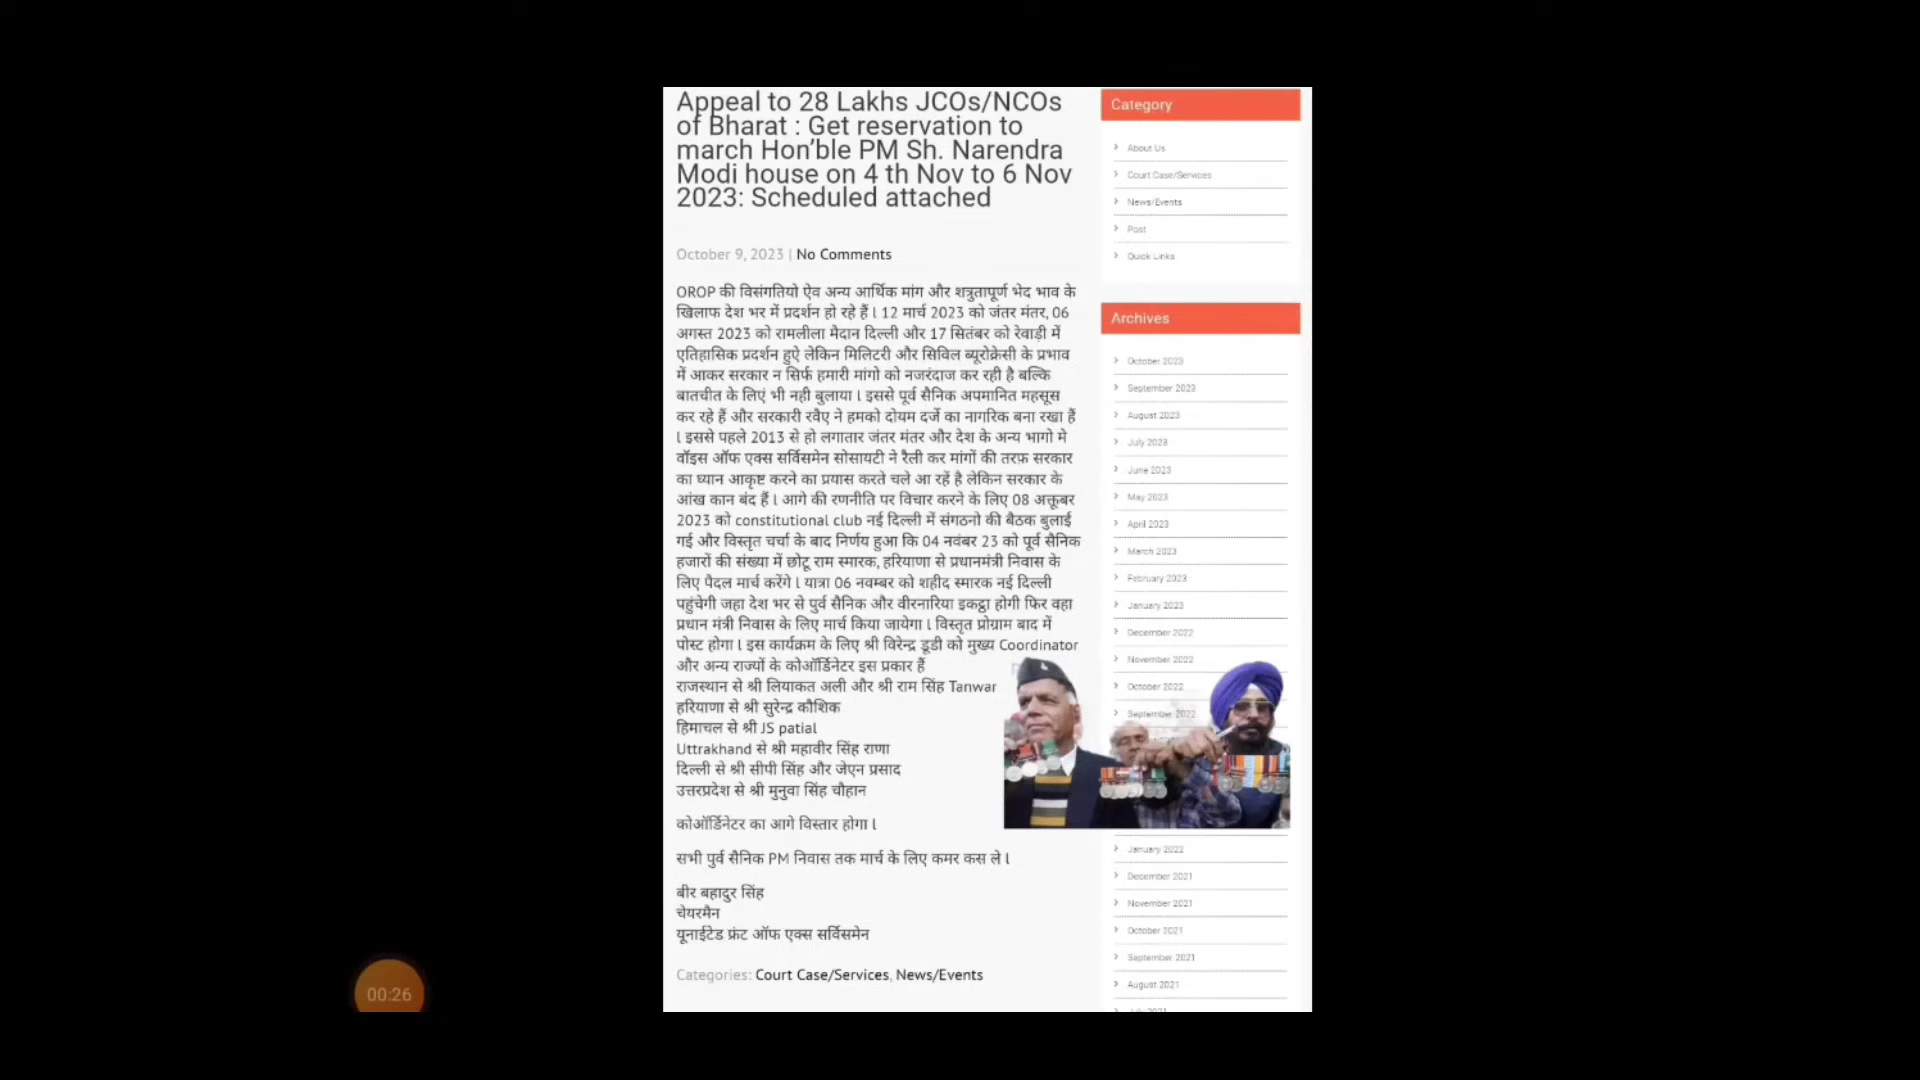 Appeal to 28 Lakhs JCOs/NCOs
of Bharat : Get reservation to
march Hon’ble PM Sh. Narendra
Modi house on 4 th Nov to 6 Nov
2023: Scheduled attached
October 9, 2023 | No Comments
OROP की विसंगतियो ऐव अन्य आर्थिक मांग और शत्रुतापूर्ण भेद भाव के
खिलाफ देश भर में प्रदर्शन हो रहे हैं l 12 मार्च 2023 को जंतर मंतर, 06
अगस्त 2023 को रामलीला मैदान दिल्ली और 17 सितंबर को रेवाड़ी में
एतिहासिक प्रदर्शन हुऐ लेकिन मिलिटरी और सिविल ब्यूरोक्रेसी के प्रभाव
में आकर सरकार न सिर्फ हमारी मांगो को नजरंदाज कर रही है बल्कि
बातचीत के लिएं भी नही बुलाया l इससे पूर्व सैनिक अपमानित महसूस
कर रहे हैं और सरकारी रवैए ने हमको दोयम दर्जे का नागरिक बना रखा हैं
l इससे पहले 2013 से हो लगातार जंतर मंतर और देश के अन्य भागो मे
वॉइस ऑफ एक्स सर्विसमेन सोसायटी ने रैली कर मांगों की तरफ़ सरकार
का घ्यान आकृष्ट करने का प्रयास करते चले आ रहें है लेकिन सरकार के
आंख कान बंद हैं l आगे की रणनीति पर विचार करने के लिए 08 अक्तूबर
2023 को constitutional club नई दिल्ली में संगठनो की बैठक बुलाई
गई और विस्तृत चर्चा के बाद निर्णय हुआ कि 04 नवंबर 23 को पूर्व सैनिक
हजारों की संख्या में छोटू राम स्मारक, हरियाणा से प्रधानमंत्री निवास के
लिए पैदल मार्च करेंगे l यात्रा 06 नवम्बर को शहीद स्मारक नई दिल्ली
पहुंचेगी जहा देश भर से पुर्व सैनिक और वीरनारिया इकट्ठा होगी फिर वहा
प्रधान मंत्री निवास के लिए मार्च किया जायेगा l विस्तृत प्रोग्राम बाद में
पोस्ट होगा l इस कार्यक्रम के लिए श्री विरेन्द्र डूडी को मुख्य Coordinator
और अन्य राज्यों के कोऑर्डिनेटर इस प्रकार हैं
राजस्थान से श्री लियाकत अली और श्री राम सिंह Tanwar
हरियाणा से श्री सुरेन्द्र कौशिक
हिमाचल से श्री JS patial
Uttrakhand से श्री महावीर सिंह राणा
दिल्ली से श्री सीपी सिंह और जेएन प्रसाद
उत्तरप्रदेश से श्री मुनुवा सिंह चौहान
कोऑर्डिनेटर का आगे विस्तार होगा l
सभी पुर्व सैनिक PM निवास तक मार्च के लिए कमर कस ले l
बीर बहादुर सिंह
चेयरमैन
यूनाईटेड फ्रंट ऑफ एक्स सर्विसमेन
Categories: Court Case/Services, News/Events
Category
About Us
Court Case/Services
News/Events
Post
Quick Links
Archives
October 2023
September 2023
August 2023
July 2023
June 2023
May 2023
April 2023
March 2023
February 2023
January 2023
December 2022
November 2022
October 2022
September 2022
January 2022
December 2021
November 2021
October 2021
September 2021
August 2021
00:26